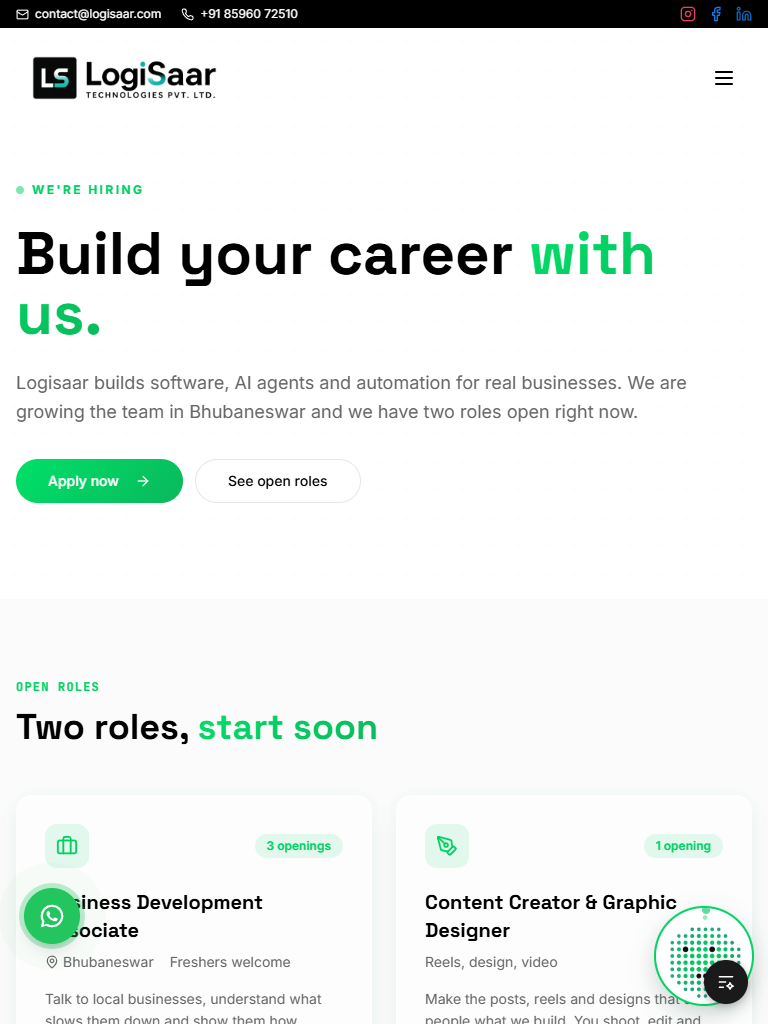 contact@logisaar.com +91 85960 72510
LS LogiSaar
TECHNOLOGIES PVT. LTD.
WE'RE HIRING
Build your career with
us.
Logisaar builds software, AI agents and automation for real businesses. We are
growing the team in Bhubaneswar and we have two roles open right now.
Apply now See open roles
OPEN ROLES
Two roles, start soon
3 openings
siness Development
sociate
Bhubaneswar Freshers welcome
Talk to local businesses, understand what
slows them down and show them how
1 opening
Content Creator & Graphic
Designer
Reels, design, video
Make the posts, reels and designs that
people what we build. You shoot, edit and